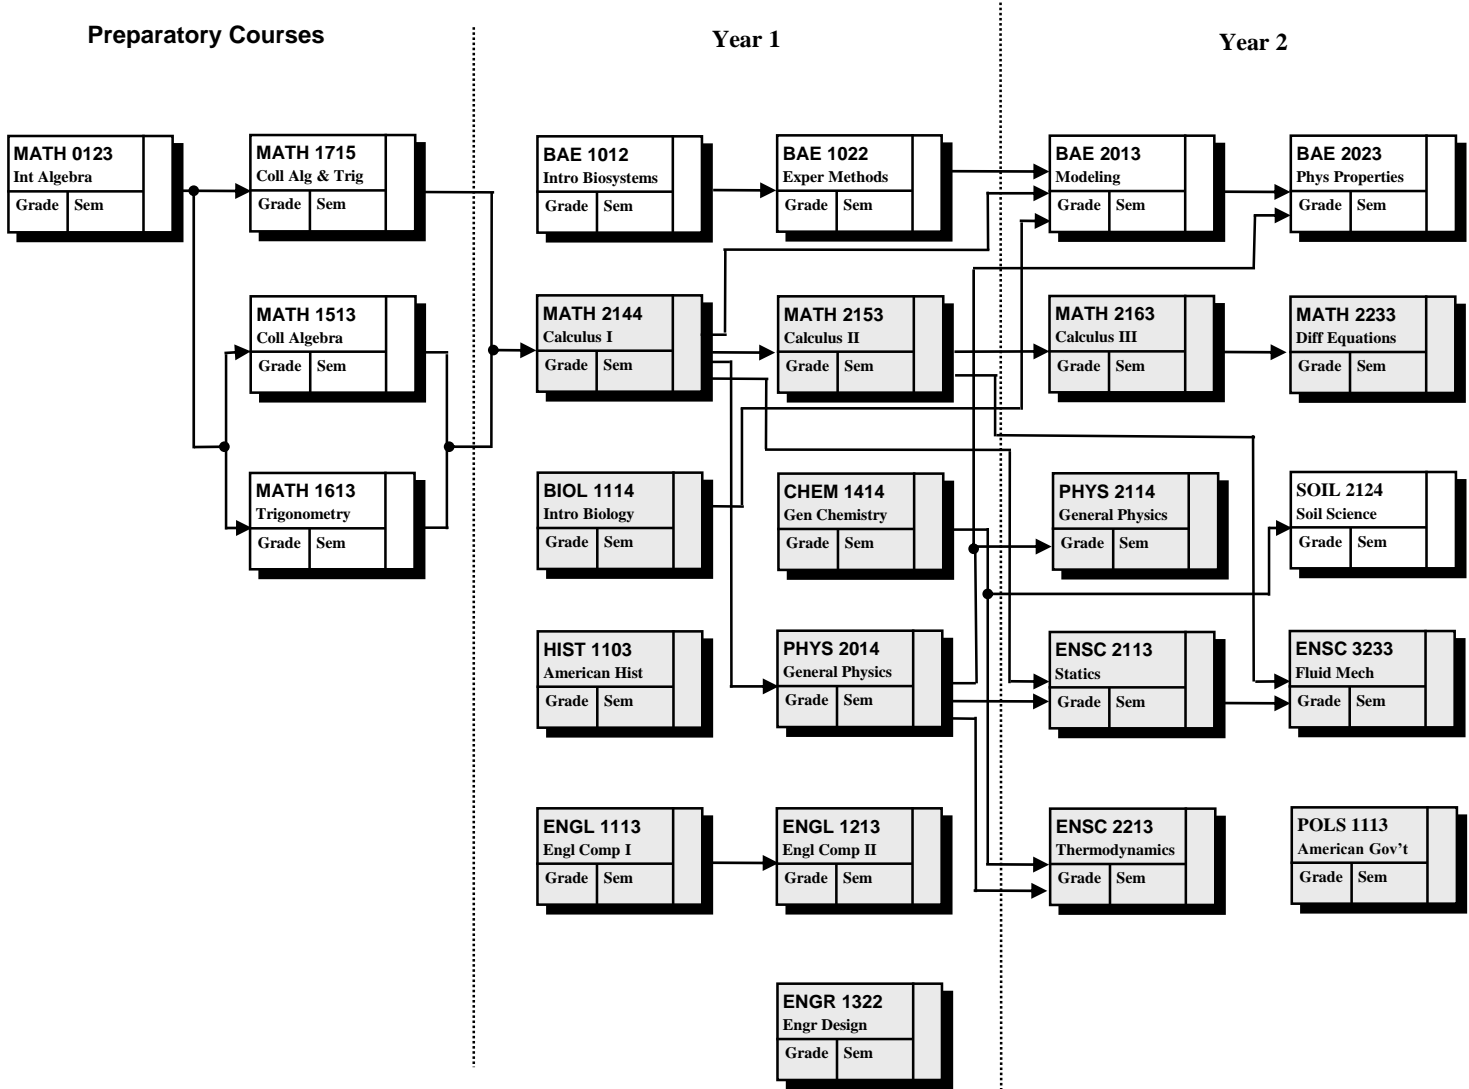 Preparatory Courses
Year 1
Year 2
MATH 0123
Int Algebra
Grade Sem
MATH 1715
Coll Alg & Trig
Grade Sem
BAE 1012
Intro Biosystems
Grade Sem
BAE 1022
Exper Methods
Grade Sem
BAE 2013
Modeling
Grade Sem
BAE 2023
Phys Properties
Grade Sem
MATH 1513
Coll Algebra
Grade Sem
MATH 2144
Calculus I
Grade Sem
MATH 2153
Calculus II
Grade Sem
MATH 2163
Calculus III
Grade Sem
MATH 2233
Diff Equations
Grade Sem
MATH 1613
Trigonometry
Grade Sem
BIOL 1114
Intro Biology
Grade Sem
CHEM 1414
Gen Chemistry
Grade Sem
PHYS 2114
General Physics
Grade Sem
SOIL 2124
Soil Science
Grade Sem
HIST 1103
American Hist
Grade Sem
PHYS 2014
General Physics
Grade Sem
ENSC 2113
Statics
Grade Sem
ENSC 3233
Fluid Mech
Grade Sem
ENGL 1113
Engl Comp I
Grade Sem
ENGL 1213
Engl Comp II
Grade Sem
ENSC 2213
Thermodynamics
Grade Sem
POLS 1113
American Gov’t
Grade Sem
ENGR 1322
Engr Design
Grade Sem